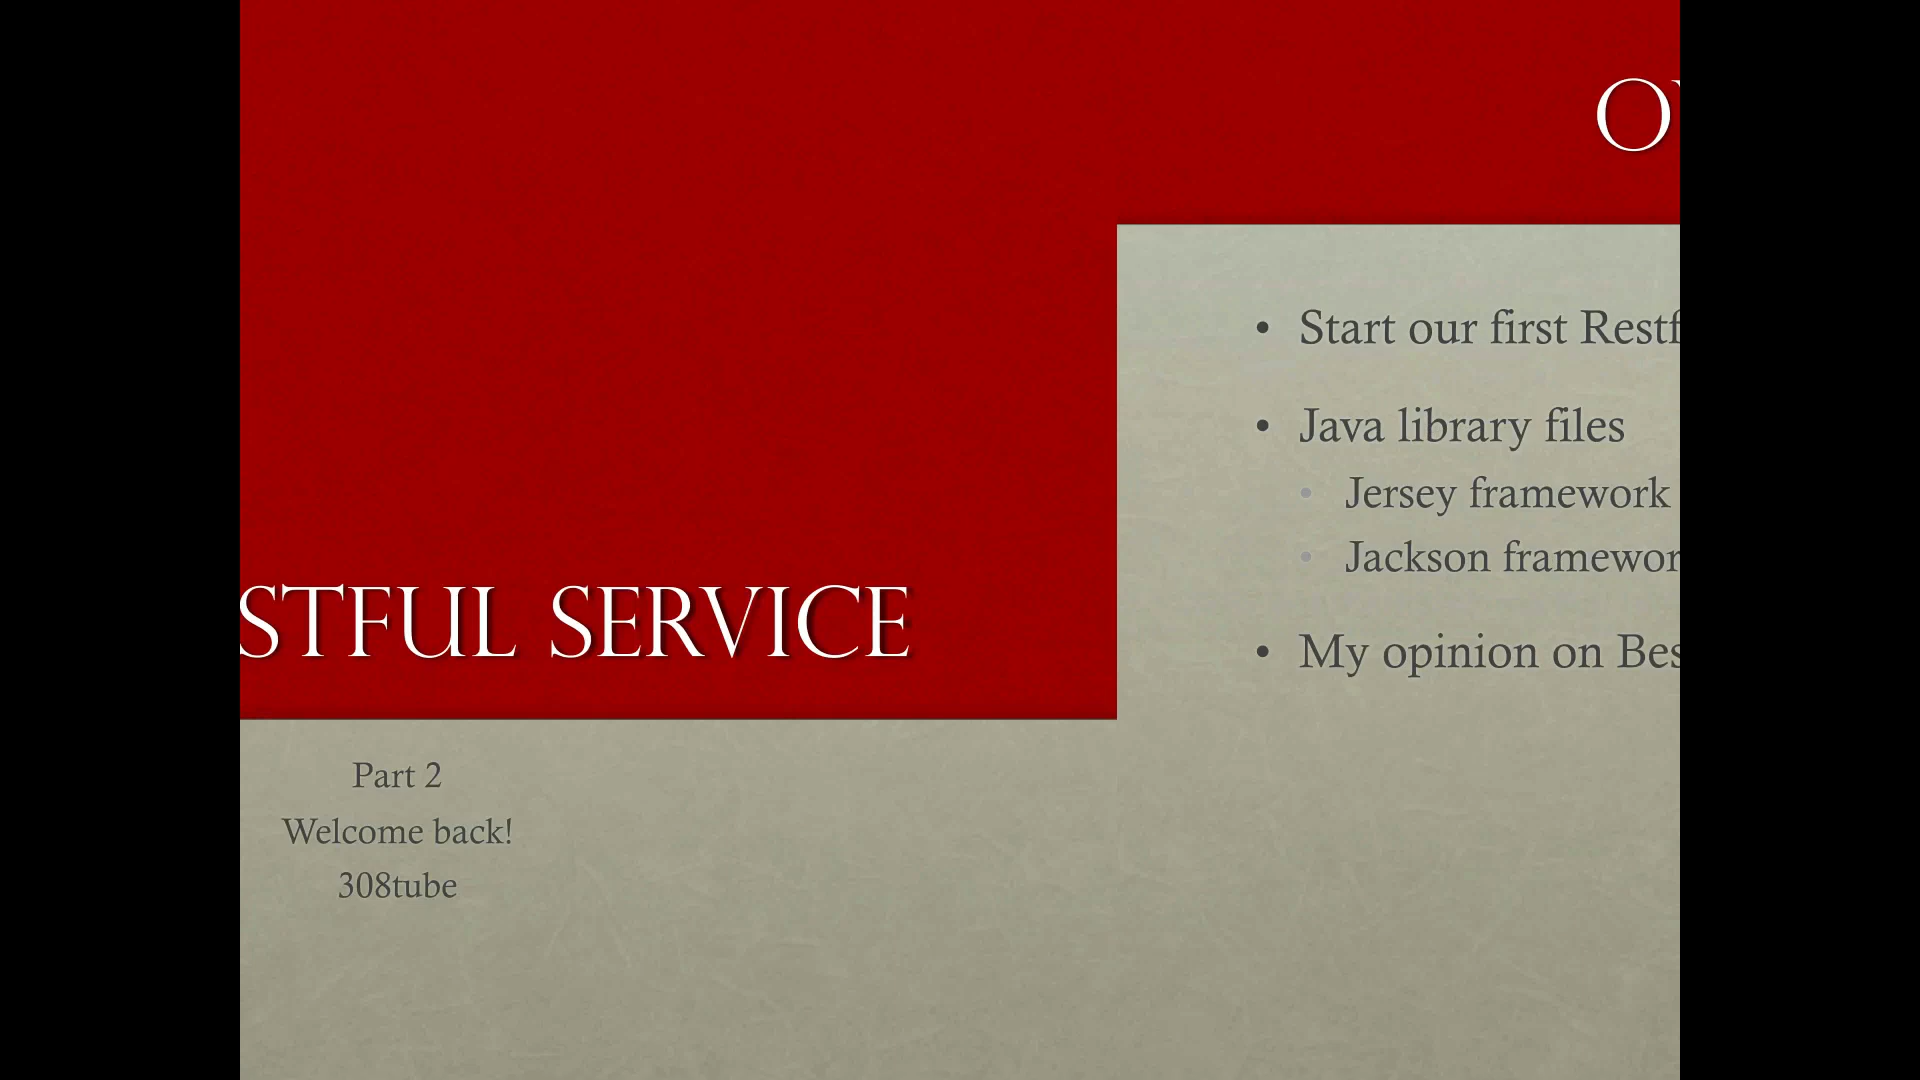 STFUL SERVICE
Part 2
Welcome back!
308tube
O
• Start our first Restf
• Java library files
• Jersey framework
• Jackson framewor
• My opinion on Bes